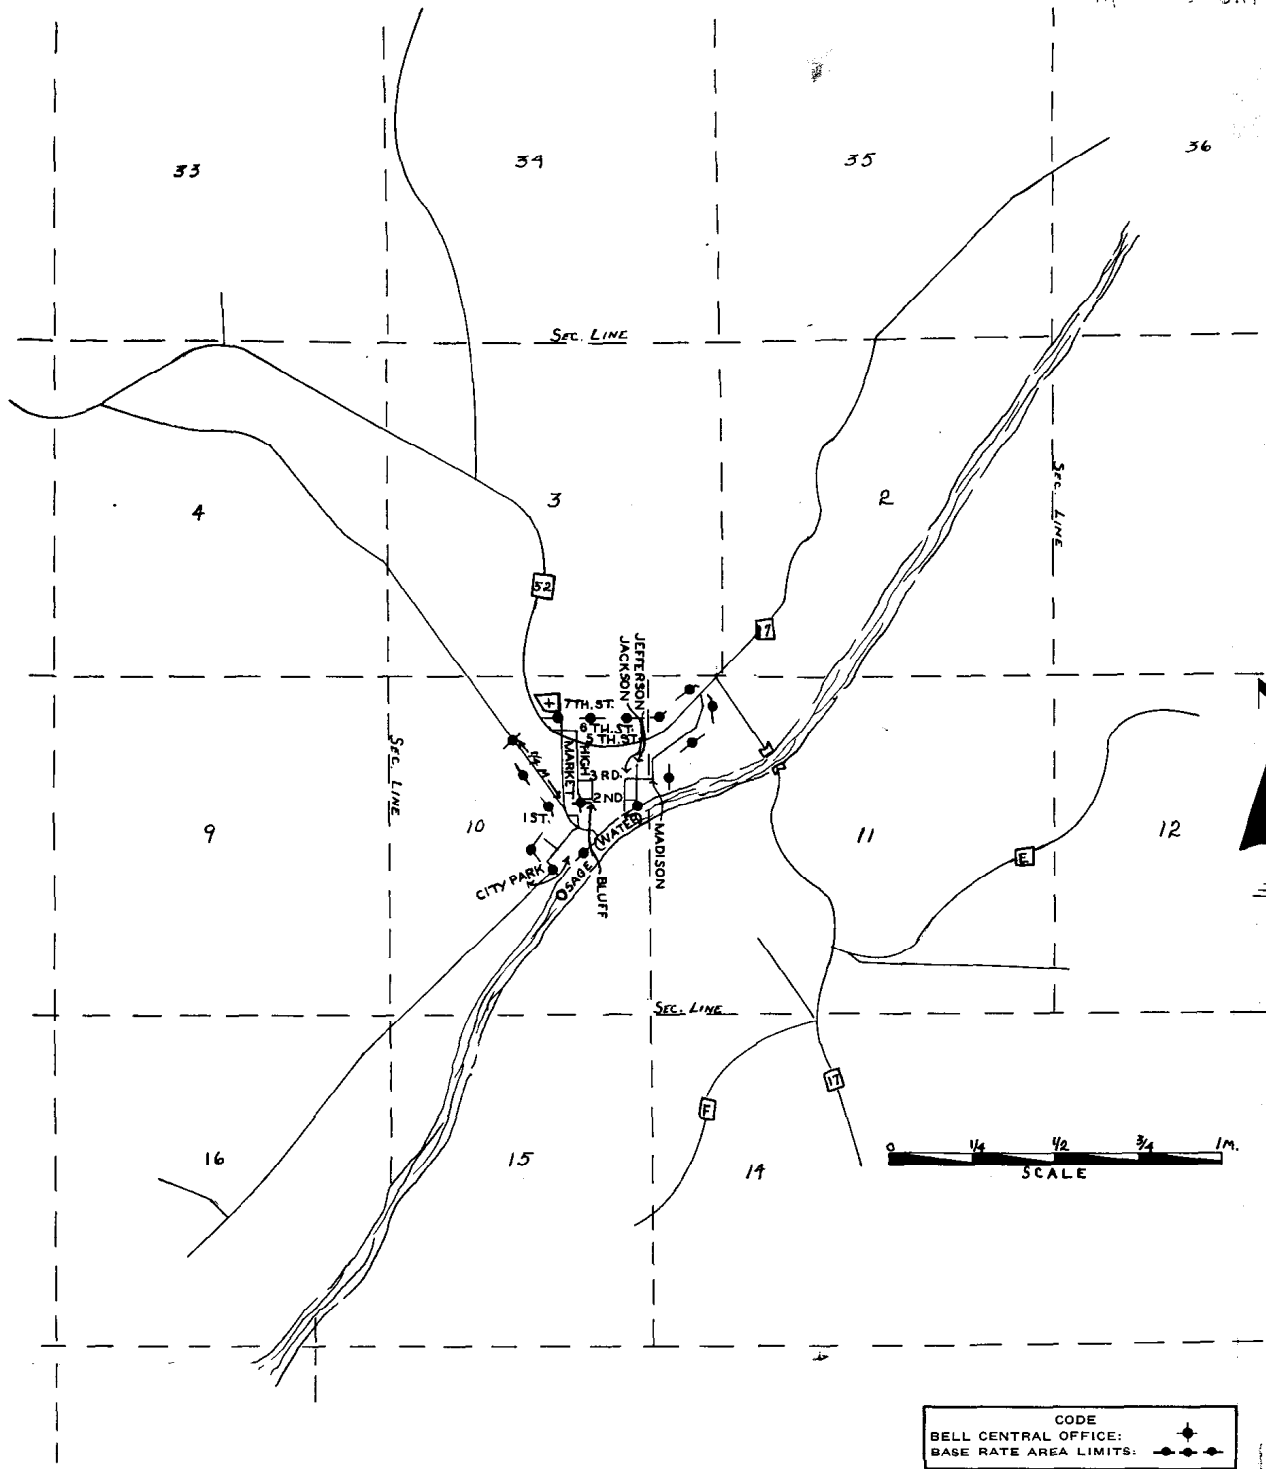 33
34
35
36
SEC. LINE
4
3
2
SEC. LINE
52
17
JEFFERSON
JACKSON
7TH. ST.
6TH. ST.
5TH. ST.
SEC. LINE
1/4 M.
MARKET
HIGH
3 RD.
2ND
1 ST.
9
10
(WATER)
MADISON
11
12
E
CITY PARK
OSAGE
BLUFF
SEC. LINE
17
F
16
15
14
0 1/4 1/2 3/4 1M.
SCALE
CODE
BELL CENTRAL OFFICE:
BASE RATE AREA LIMITS: